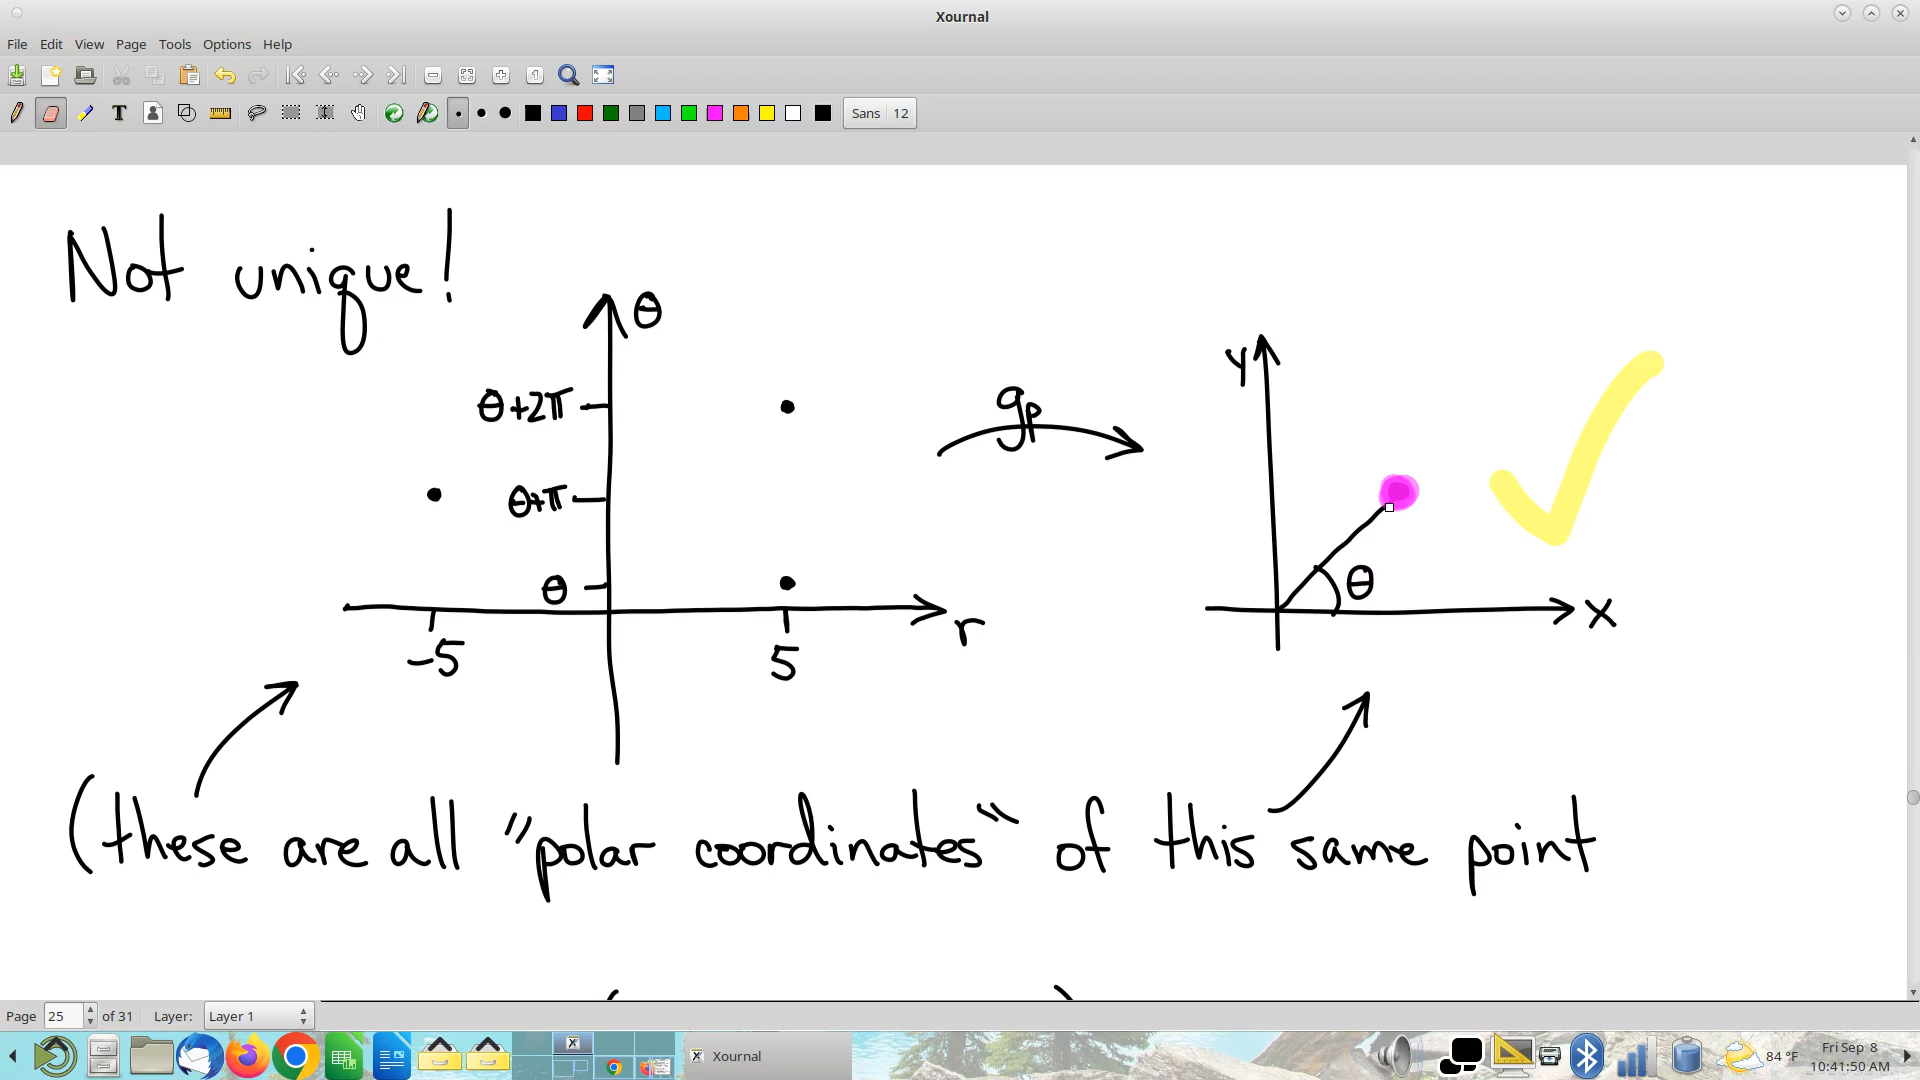 Xournal
File Edit View Page Tools Options Help
Sans 12
Not unique!
θ
y
θ+2π
gp
θ+π
θ
θ
x
r
-5
5
(these are all "polar coordinates" of this same point
Page 25 of 31 Layer: Layer 1
Xournal
84 °F
Fri Sep 8
10:41:50 AM